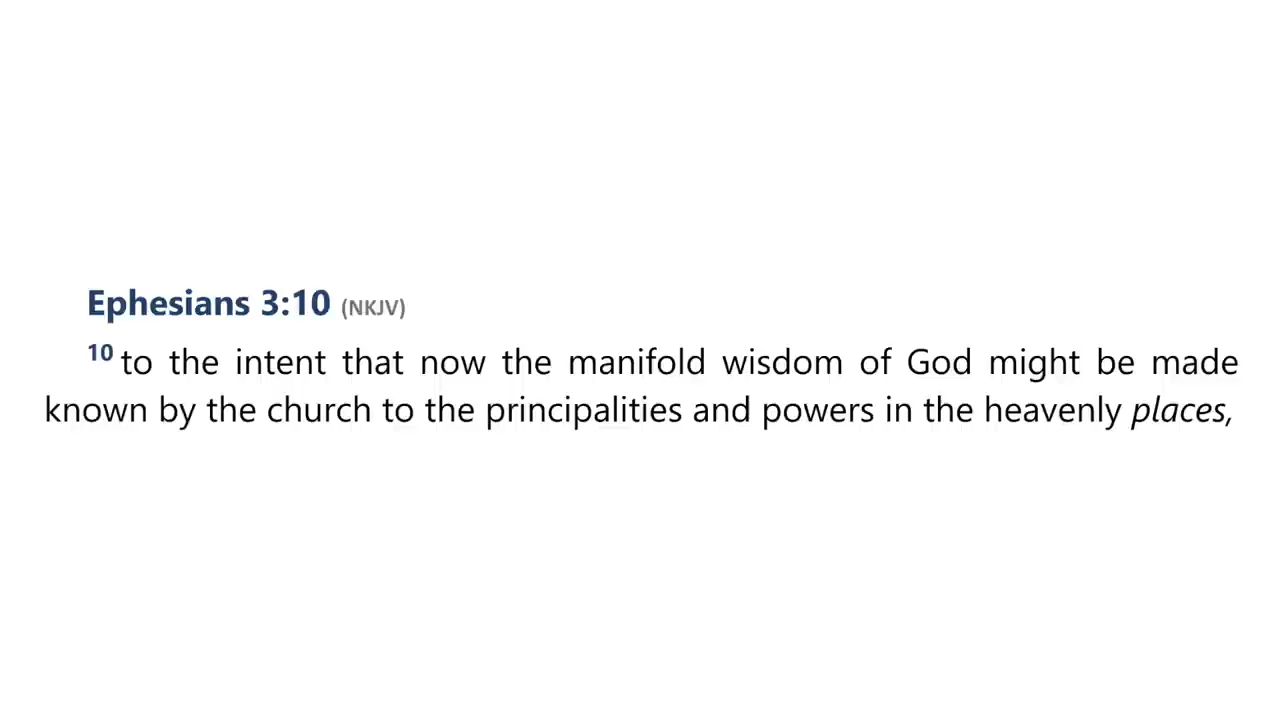 Ephesians 3:10 (NKJV)
10 to the intent that now the manifold wisdom of God might be made
known by the church to the principalities and powers in the heavenly places,